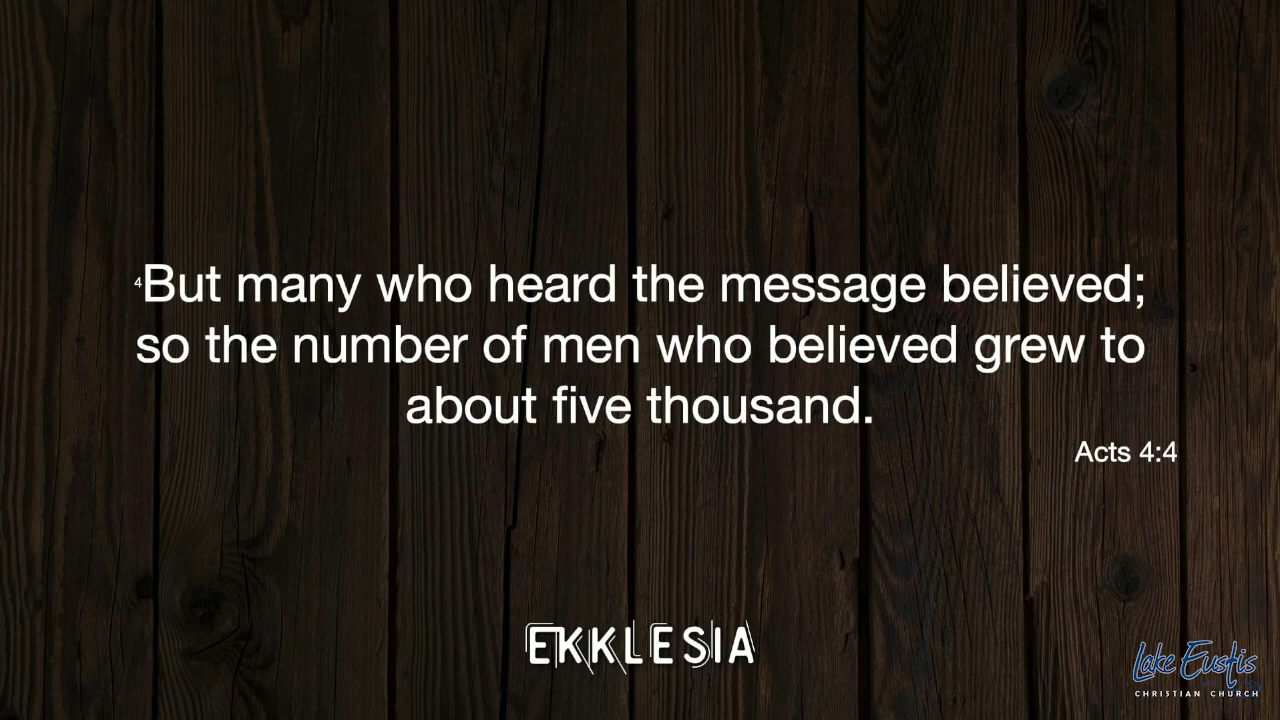 4But many who heard the message believed;
so the number of men who believed grew to
about five thousand.
Acts 4:4
EKKLESIA
Lake Eustis
CHRISTIAN CHURCH